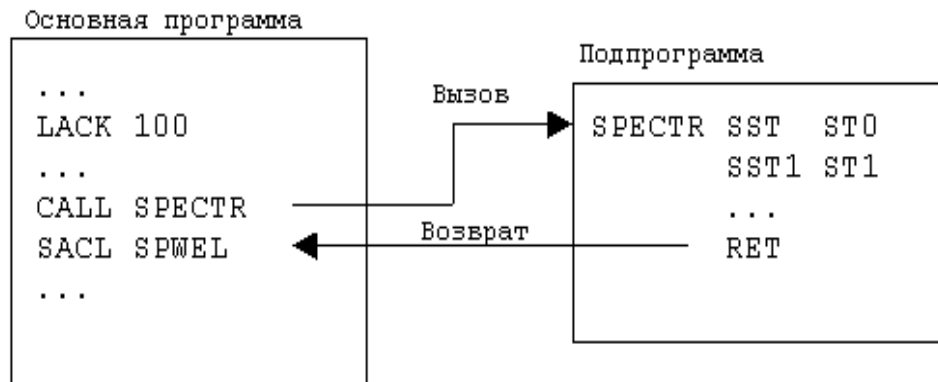 Основная программа
...
LACK 100
...
CALL SPECTR
SACL SPWEL
...
Вызов
Возврат
Подпрограмма
SPECTR SST ST0
SST1 ST1
...
RET